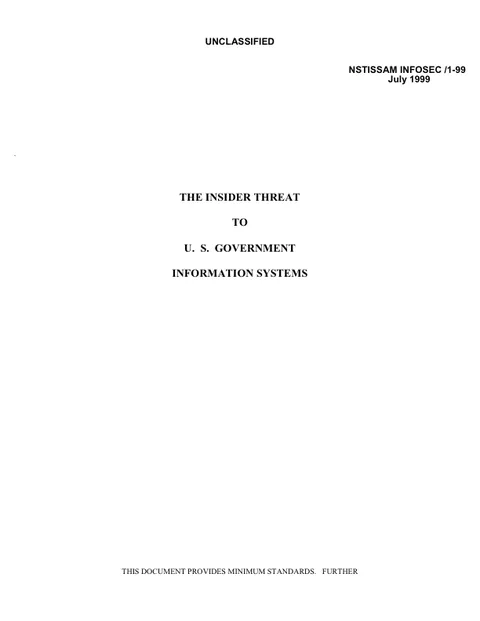 UNCLASSIFIED
NSTISSAM INFOSEC /1-99
July 1999
THE INSIDER THREAT
TO
U. S. GOVERNMENT
INFORMATION SYSTEMS
THIS DOCUMENT PROVIDES MINIMUM STANDARDS. FURTHER